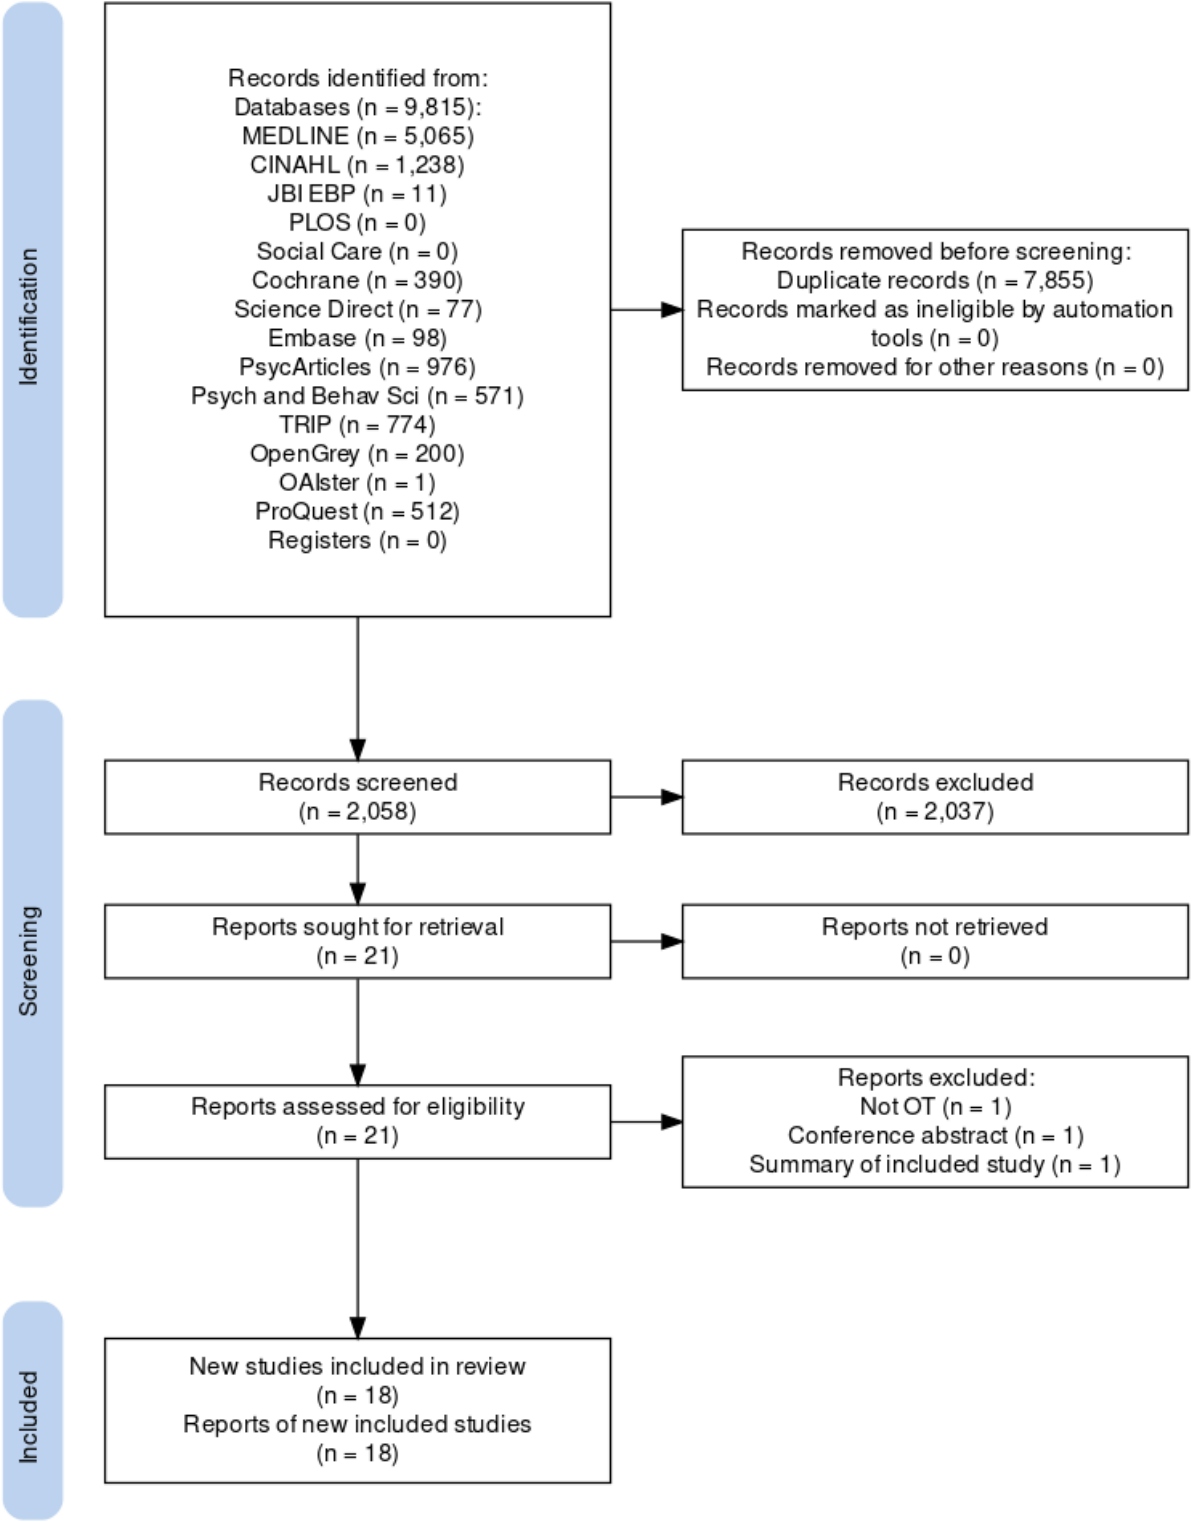 Identification
Records identified from:
Databases (n = 9,815):
MEDLINE (n = 5,065)
CINAHL (n = 1,238)
JBI EBP (n = 11)
PLOS (n = 0)
Social Care (n = 0)
Cochrane (n = 390)
Science Direct (n = 77)
Embase (n = 98)
PsycArticles (n = 976)
Psych and Behav Sci (n = 571)
TRIP (n = 774)
OpenGrey (n = 200)
OAIster (n = 1)
ProQuest (n = 512)
Registers (n = 0)
Records removed before screening:
Duplicate records (n = 7,855)
Records marked as ineligible by automation
tools (n = 0)
Records removed for other reasons (n = 0)
Screening
Records screened
(n = 2,058)
Records excluded
(n = 2,037)
Reports sought for retrieval
(n = 21)
Reports not retrieved
(n = 0)
Reports assessed for eligibility
(n = 21)
Reports excluded:
Not OT (n = 1)
Conference abstract (n = 1)
Summary of included study (n = 1)
Included
New studies included in review
(n = 18)
Reports of new included studies
(n = 18)